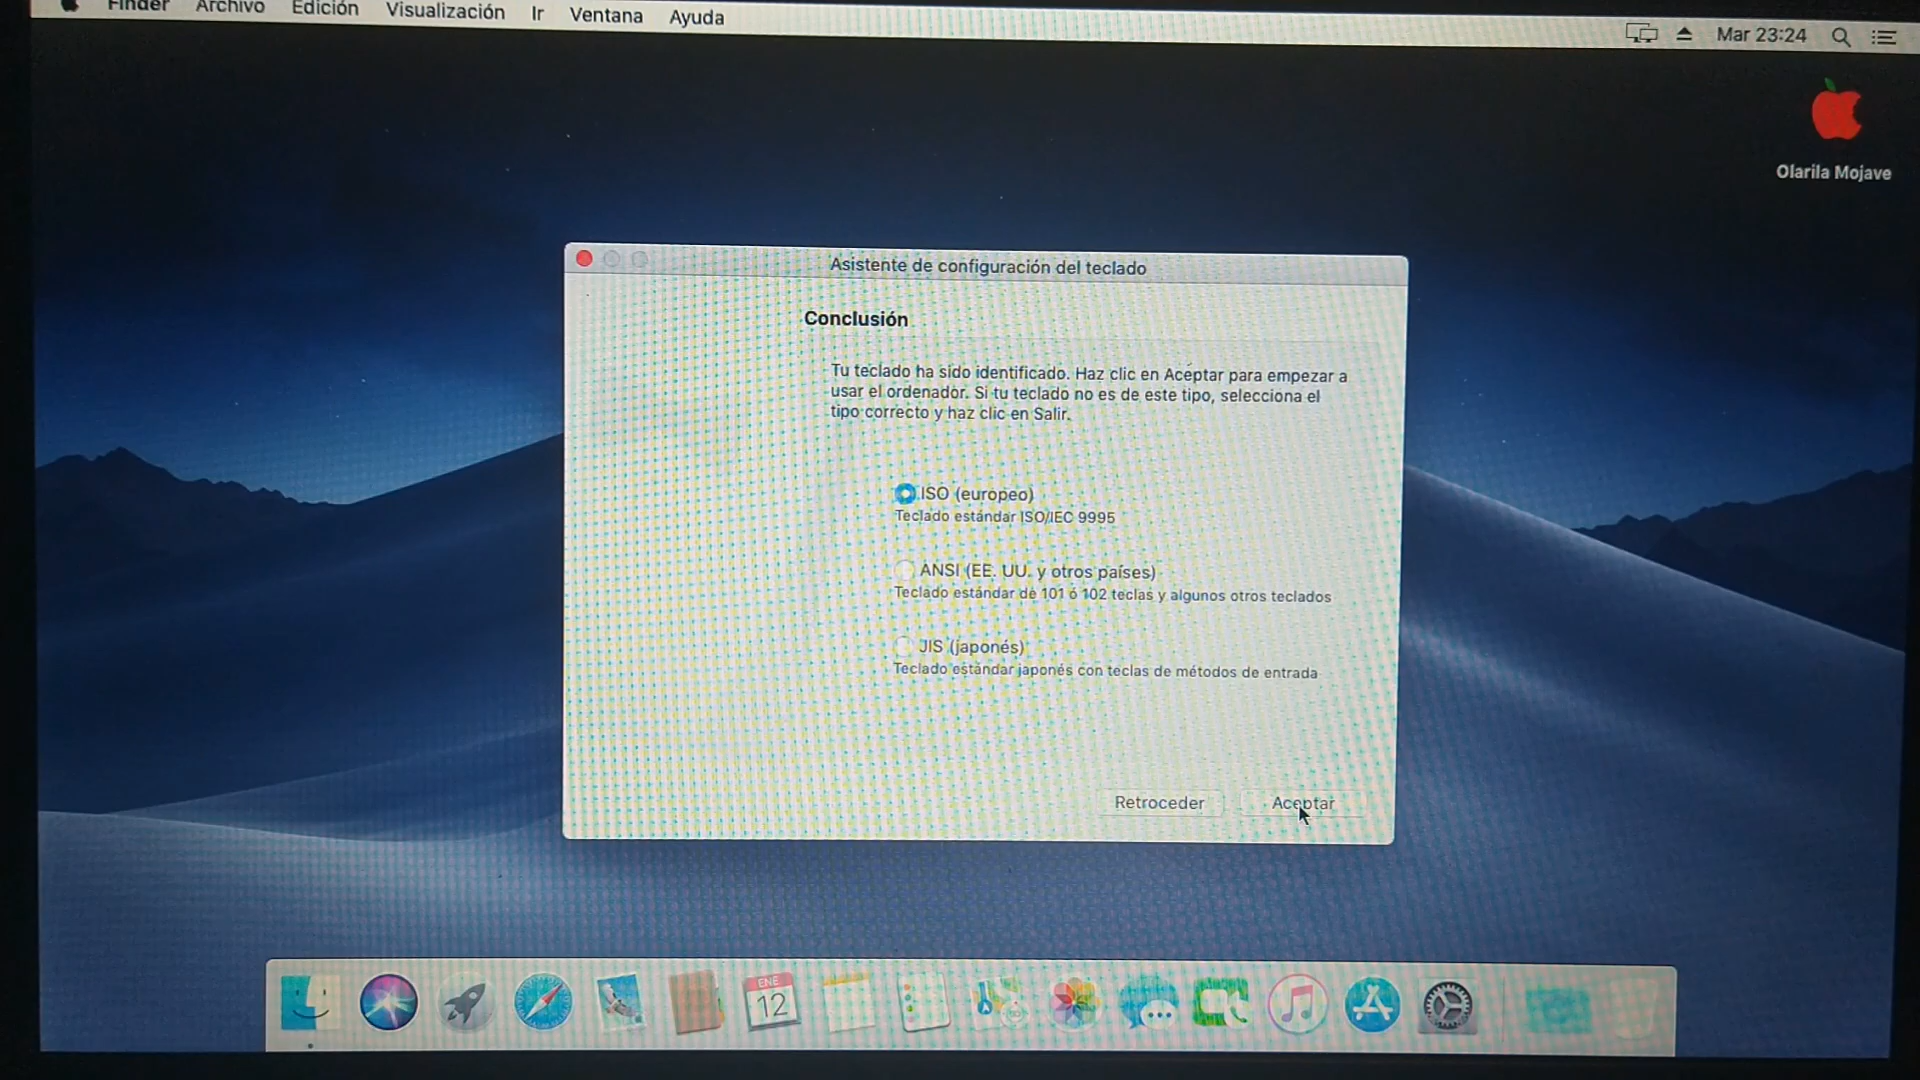 Finder Archivo Edición Visualización Ir Ventana Ayuda
Mar 23:24
Olarila Mojave
Asistente de configuración del teclado
Conclusión
Tu teclado ha sido identificado. Haz clic en Aceptar para empezar a
usar el ordenador. Si tu teclado no es de este tipo, selecciona el
tipo correcto y haz clic en Salir.
ISO (europeo)
Teclado estándar ISO/IEC 9995
ANSI (EE. UU. y otros países)
Teclado estándar de 101 ó 102 teclas y algunos otros teclados
JIS (japonés)
Teclado estándar japonés con teclas de métodos de entrada
Retroceder Aceptar
ENE
12